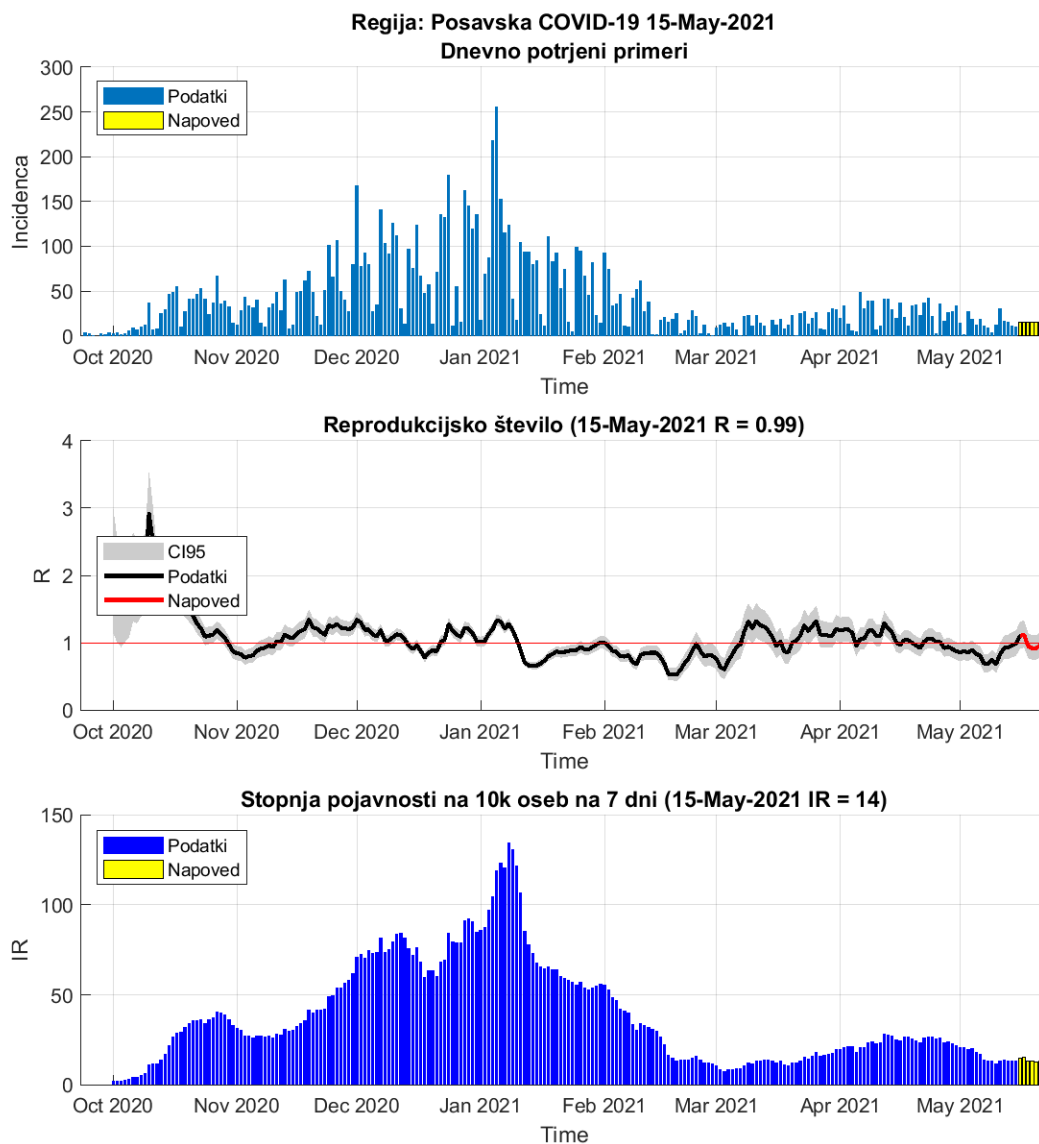 Regija: Posavska COVID-19 15-May-2021
Dnevno potrjeni primeri
300
250
200
150
100
50
0
Incidenca
Podatki
Napoved
Oct 2020 Nov 2020 Dec 2020 Jan 2021 Feb 2021 Mar 2021 Apr 2021 May 2021
Time
Reprodukcijsko število (15-May-2021 R = 0.99)
4
3
2
1
0
R
CI95
Podatki
Napoved
Oct 2020 Nov 2020 Dec 2020 Jan 2021 Feb 2021 Mar 2021 Apr 2021 May 2021
Time
Stopnja pojavnosti na 10k oseb na 7 dni (15-May-2021 IR = 14)
150
100
50
0
IR
Podatki
Napoved
Oct 2020 Nov 2020 Dec 2020 Jan 2021 Feb 2021 Mar 2021 Apr 2021 May 2021
Time